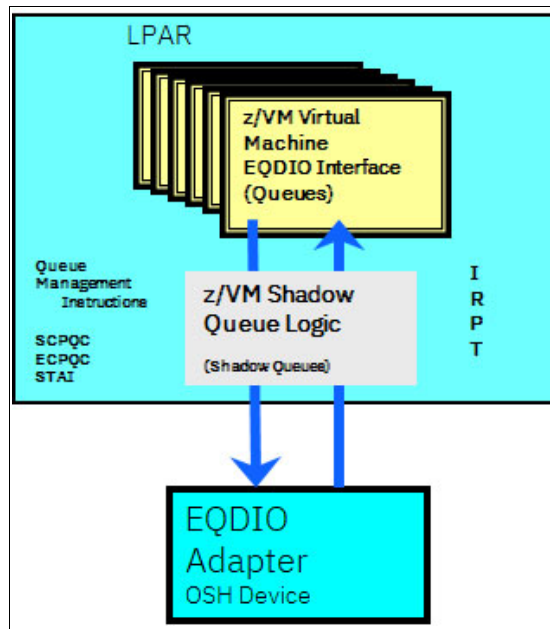 LPAR
z/VM Virtual
Machine
EQDIO Interface
(Queues)
Queue
Management
Instructions
SCPQC
ECPQC
STAI
z/VM Shadow
Queue Logic
(Shadow Queues)
I
R
P
T
EQDIO
Adapter
OSH Device